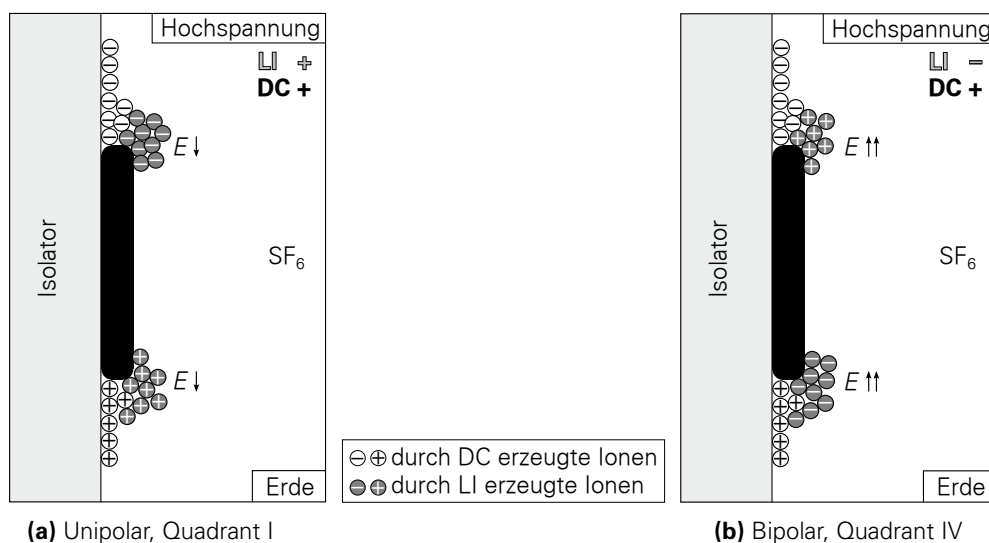 Hochspannung
LI +
DC +
E ↓
Isolator
SF₆
E ↓
Erde
(a) Unipolar, Quadrant I
⊖ ⊕ durch DC erzeugte Ionen
⊖ ⊕ durch LI erzeugte Ionen
Hochspannung
LI −
DC +
E ↑↑
Isolator
SF₆
E ↑↑
Erde
(b) Bipolar, Quadrant IV